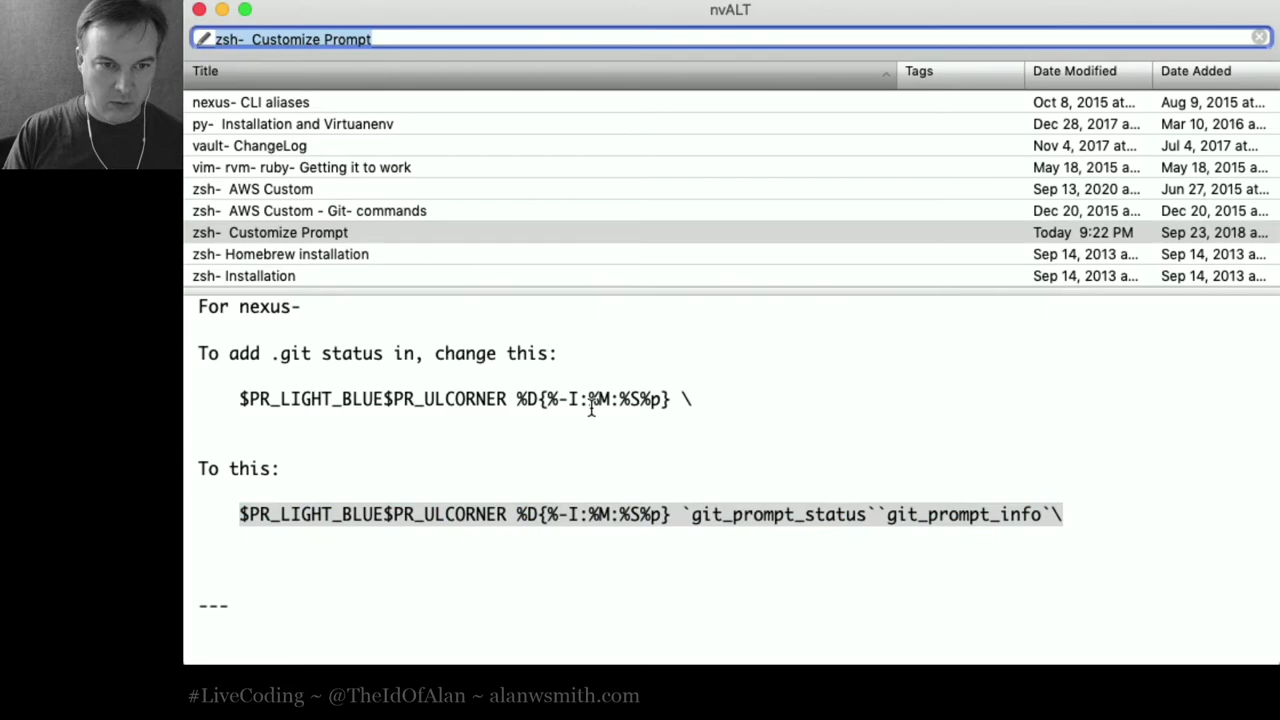 nvALT
zsh-  Customize Prompt
Title Tags Date Modified Date Added
nexus- CLI aliases Oct 8, 2015 at... Aug 9, 2015 at...
py-  Installation and Virtuanenv Dec 28, 2017 a... Mar 10, 2016 a...
vault- ChangeLog Nov 4, 2017 at... Jul 4, 2017 at...
vim- rvm- ruby- Getting it to work May 18, 2015 a... May 18, 2015 a...
zsh-  AWS Custom Sep 13, 2020 a... Jun 27, 2015 at...
zsh-  AWS Custom - Git- commands Dec 20, 2015 a... Dec 20, 2015 a...
zsh-  Customize Prompt Today  9:22 PM Sep 23, 2018 a...
zsh- Homebrew installation Sep 14, 2013 a... Sep 14, 2013 a...
zsh- Installation Sep 14, 2013 a... Sep 14, 2013 a...
For nexus-
To add .git status in, change this:
$PR_LIGHT_BLUE$PR_ULCORNER %D{%-I:%M:%S%p} \
To this:
$PR_LIGHT_BLUE$PR_ULCORNER %D{%-I:%M:%S%p} `git_prompt_status``git_prompt_info`\
---
#LiveCoding ~ @TheIdOfAlan ~ alanwsmith.com